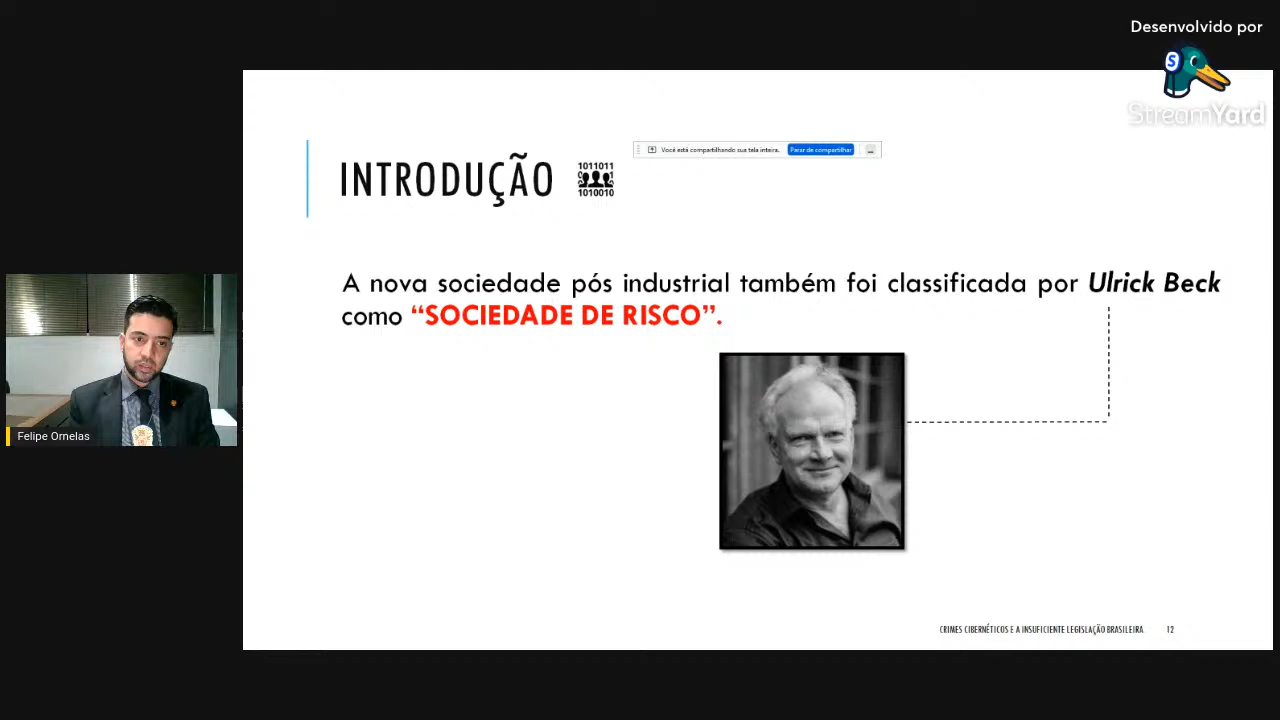 Desenvolvido por
StreamYard
Você está compartilhando sua tela inteira. Parar de compartilhar
INTRODUÇÃO
1011011
1010010
A nova sociedade pós industrial também foi classificada por Ulrick Beck
como “SOCIEDADE DE RISCO”.
Felipe Ornelas
CRIMES CIBERNÉTICOS E A INSUFICIENTE LEGISLAÇÃO BRASILEIRA 12